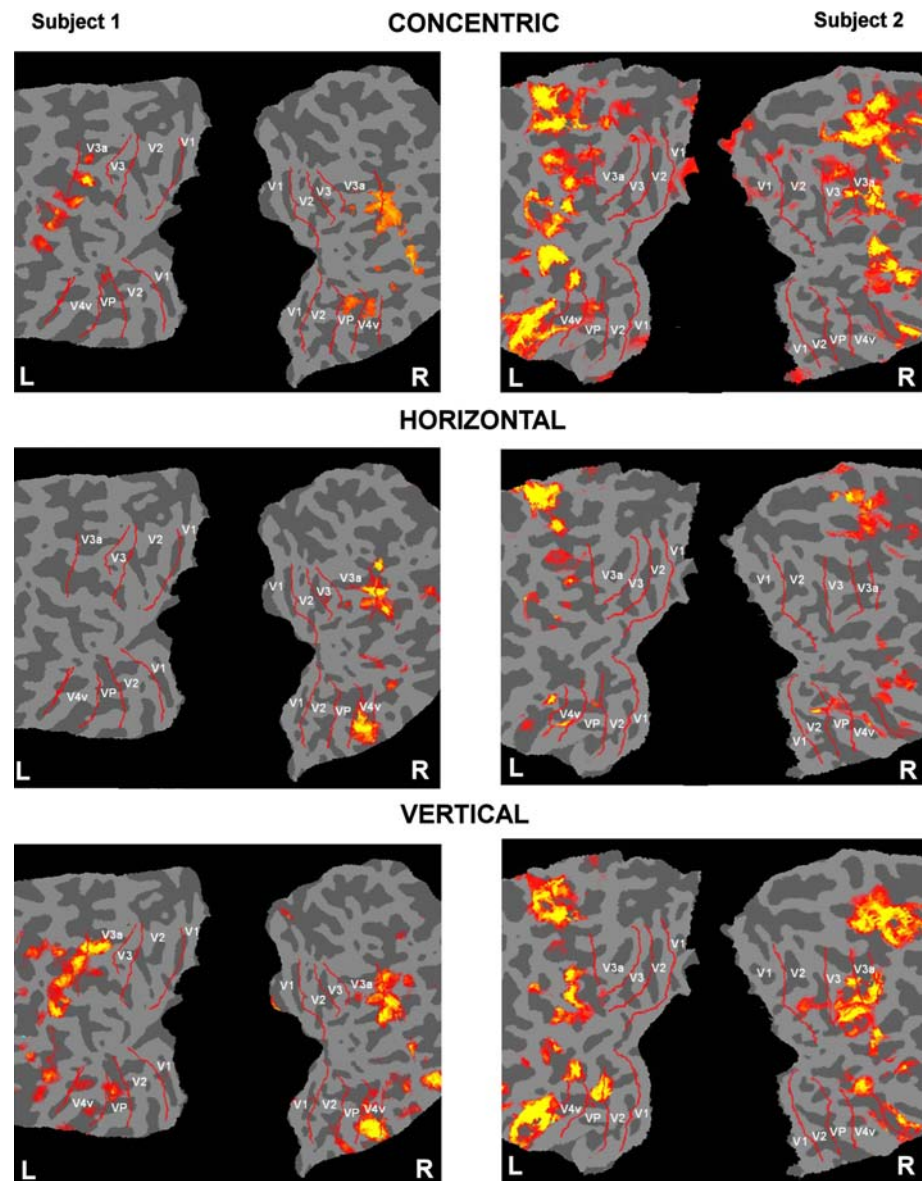 Subject 1 CONCENTRIC Subject 2
V3a V3 V2 V1
V4v VP V2 V1
L
V1 V2 V3 V3a
V1 V2 VP V4v
R
V3a V3 V2 V1
V4v VP V2 V1
L
V1 V2 V3 V3a
V1 V2 VP V4v
R
HORIZONTAL
V3a V3 V2 V1
V4v VP V2 V1
L
V1 V2 V3 V3a
V1 V2 VP V4v
R
V3a V3 V2 V1
V4v VP V2 V1
L
V1 V2 V3 V3a
V1 V2 VP V4v
R
VERTICAL
V3a V3 V2 V1
V4v VP V2 V1
L
V1 V2 V3 V3a
V1 V2 VP V4v
R
V3a V3 V2 V1
V4v VP V2 V1
L
V1 V2 V3 V3a
V1 V2 VP V4v
R